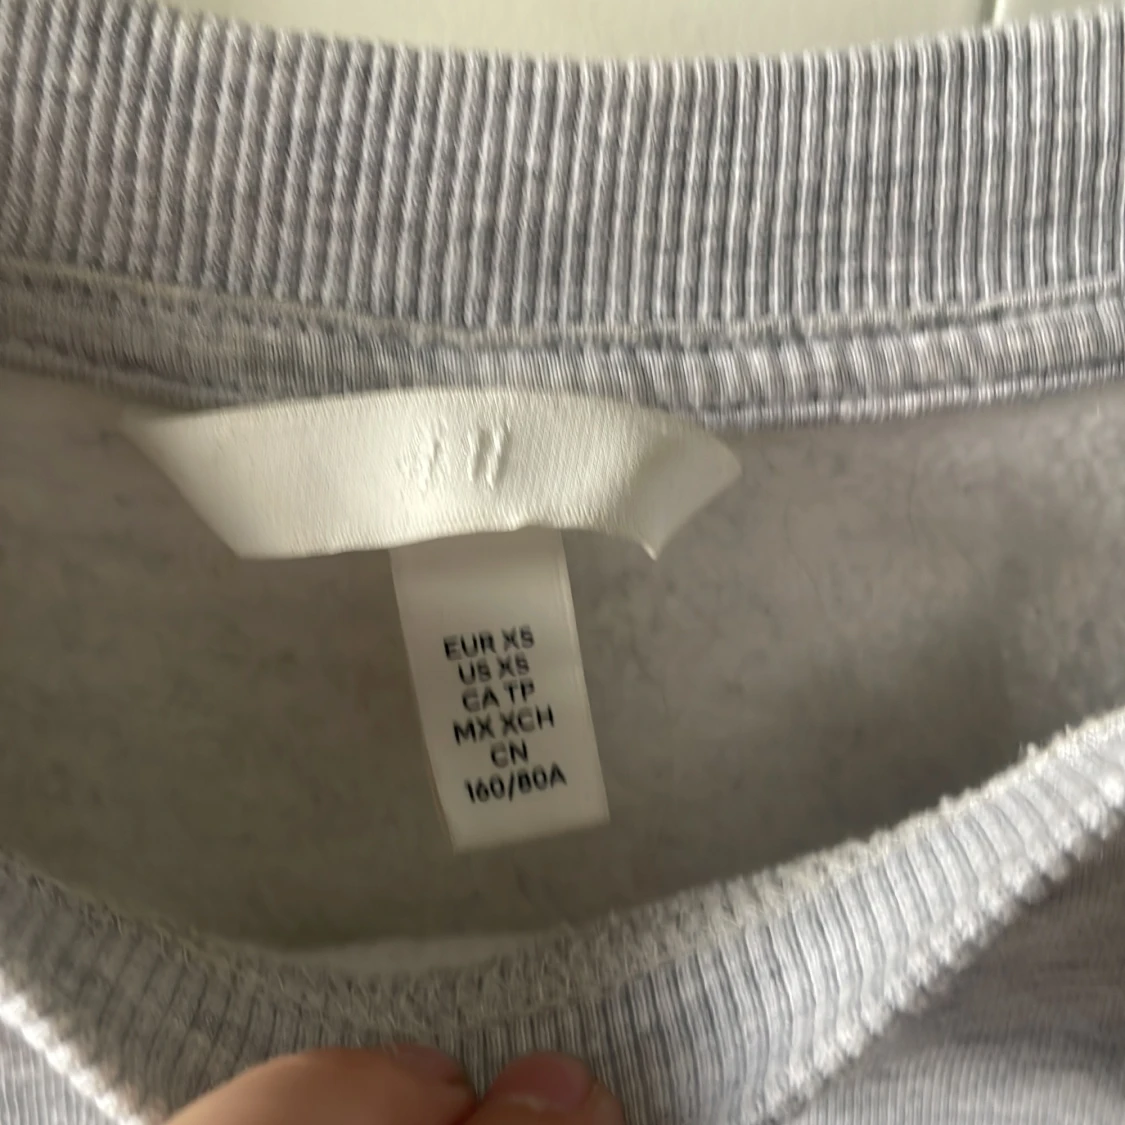 EUR XS
US XS
CA TP
MX XCH
CN
160/80A